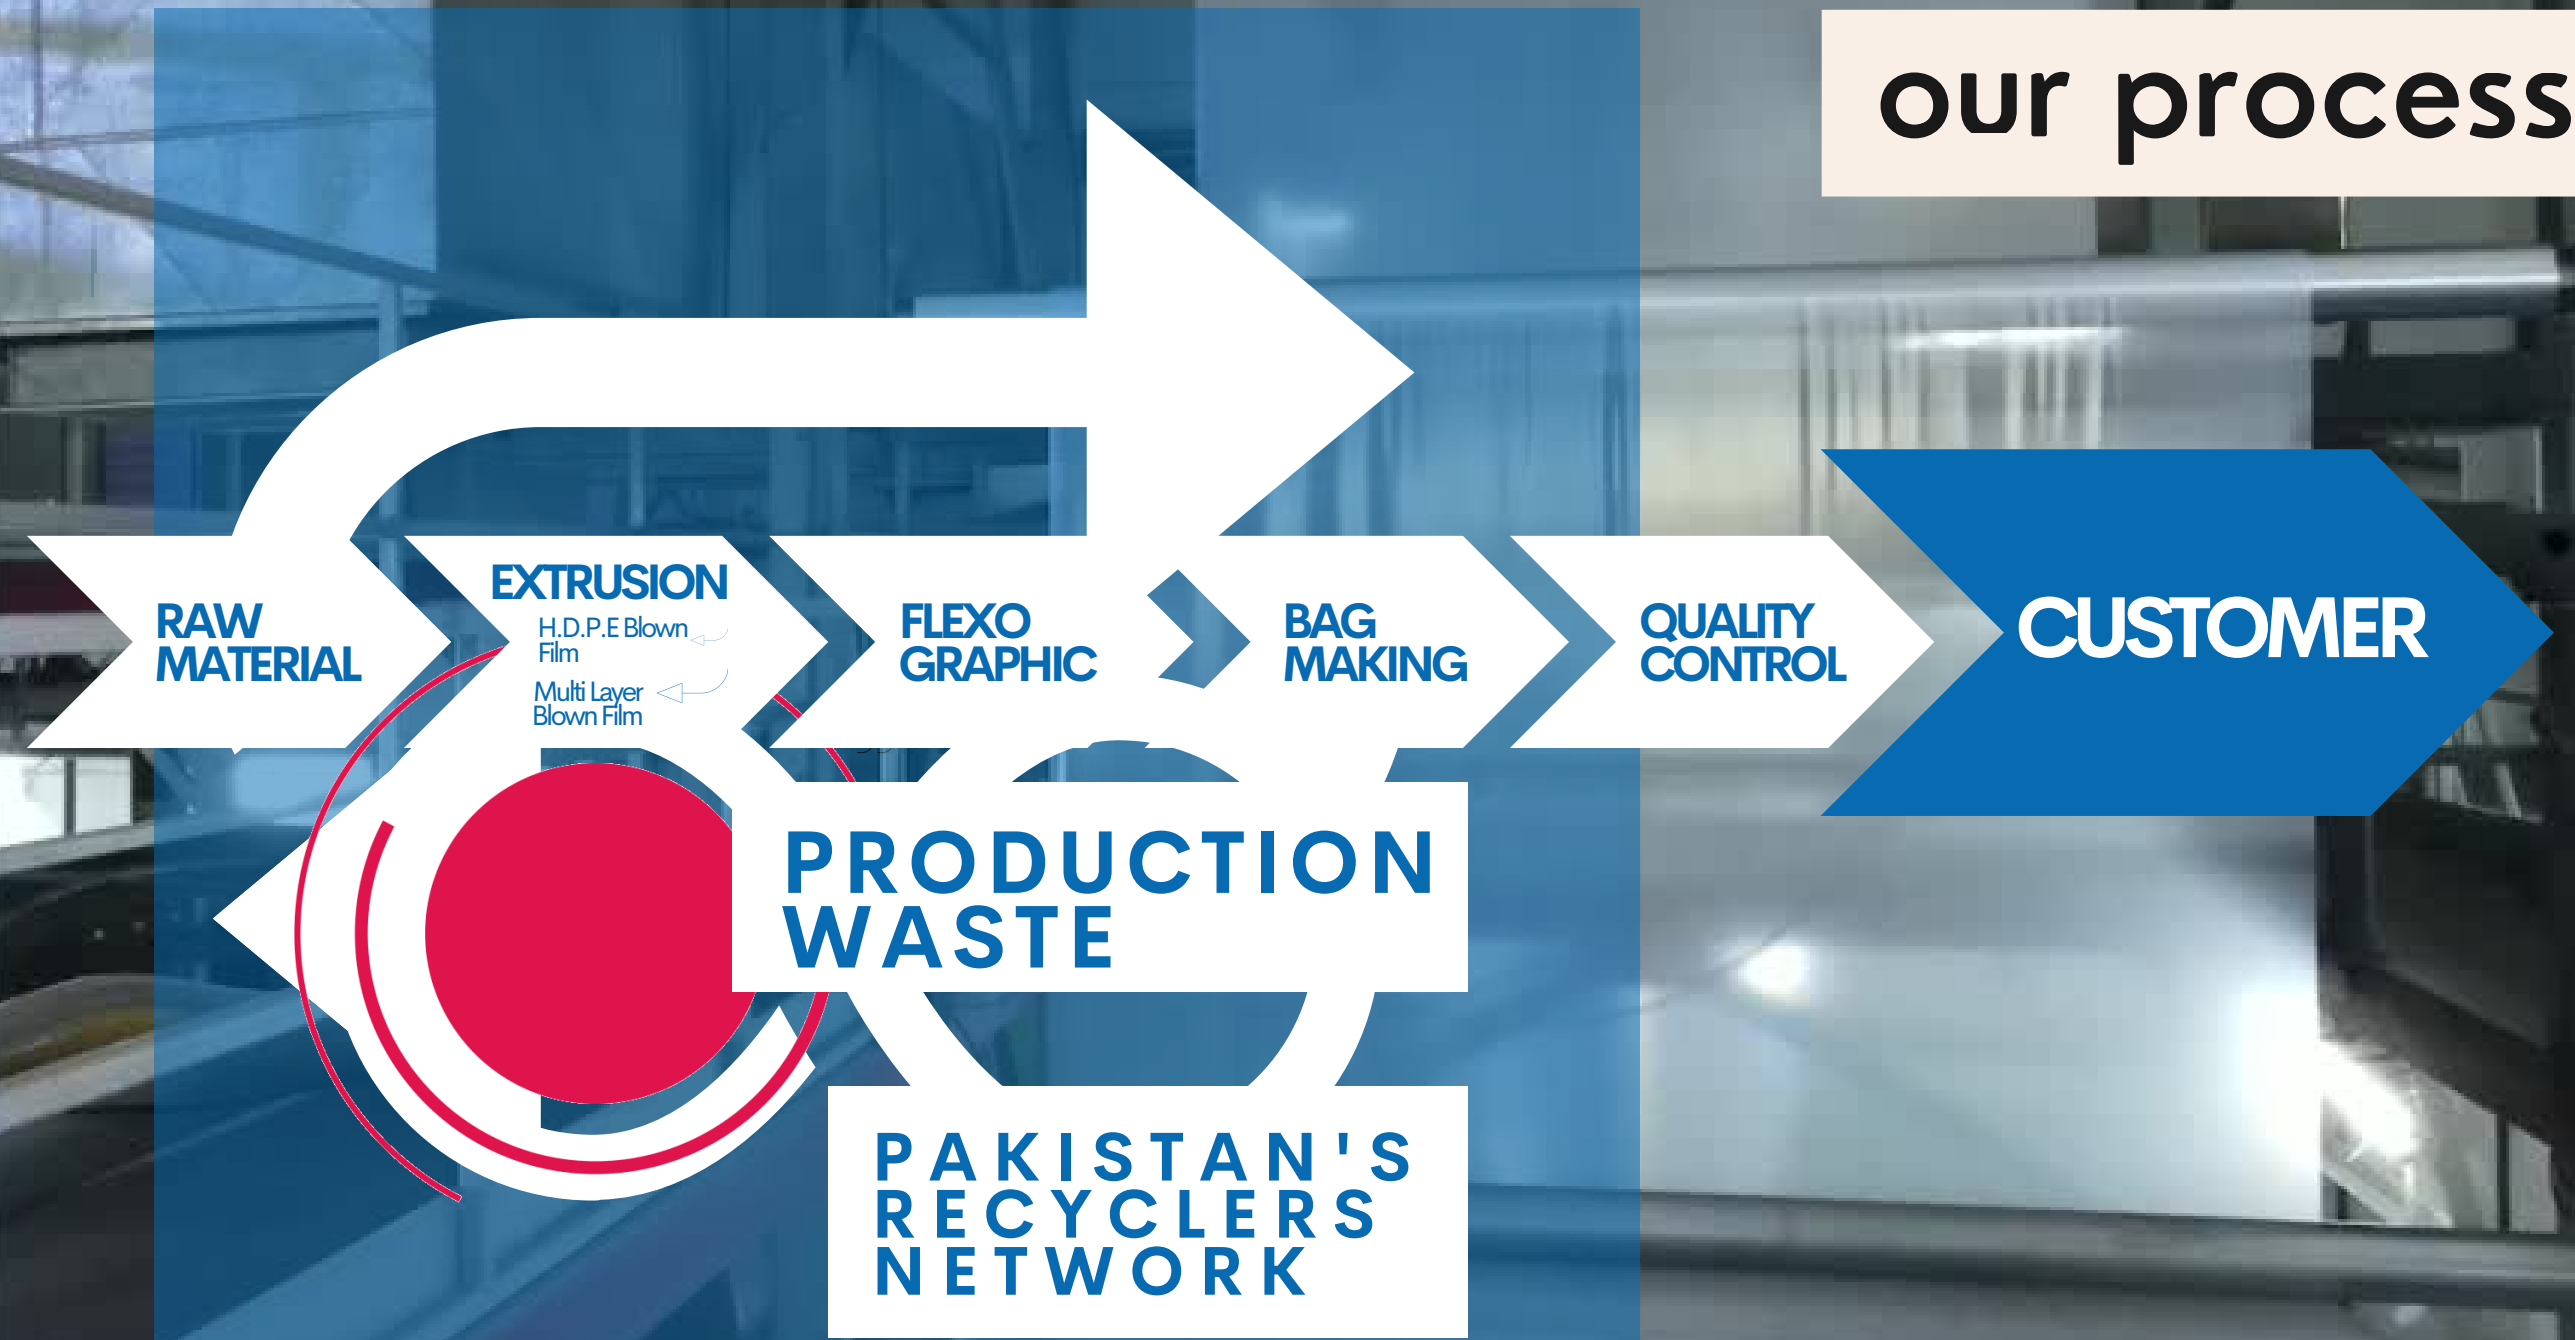 our process
RAW
MATERIAL
EXTRUSION
H.D.P.E Blown
Film
Multi Layer
Blown Film
FLEXO
GRAPHIC
BAG
MAKING
QUALITY
CONTROL
CUSTOMER
PRODUCTION
WASTE
PAKISTAN'S
RECYCLERS
NETWORK